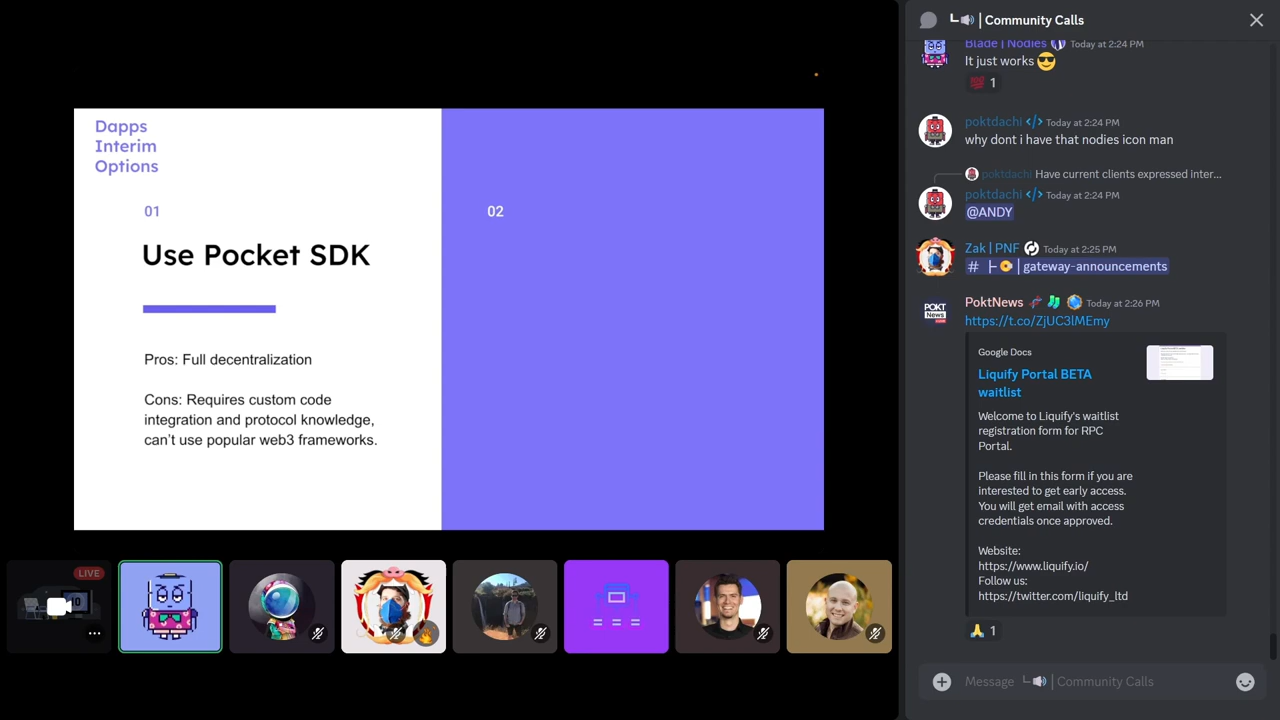 Dapps
Interim
Options
01
Use Pocket SDK
Pros: Full decentralization
Cons: Requires custom code
integration and protocol knowledge,
can't use popular web3 frameworks.
02
LIVE
Community Calls
Blade | Nodies Today at 2:24 PM
It just works 😎
💯 1
poktdachi </> Today at 2:24 PM
why dont i have that nodies icon man
poktdachi Have current clients expressed inter...
poktdachi </> Today at 2:24 PM
@ANDY
Zak | PNF Today at 2:25 PM
# ├ | gateway-announcements
PoktNews Today at 2:26 PM
https://t.co/ZjUC3lMEmy
Google Docs
Liquify Portal BETA
waitlist
Welcome to Liquify's waitlist
registration form for RPC
Portal.
Please fill in this form if you are
interested to get early access.
You will get email with access
credentials once approved.
Website:
https://www.liquify.io/
Follow us:
https://twitter.com/liquify_ltd
🙏 1
Message └🔊 | Community Calls